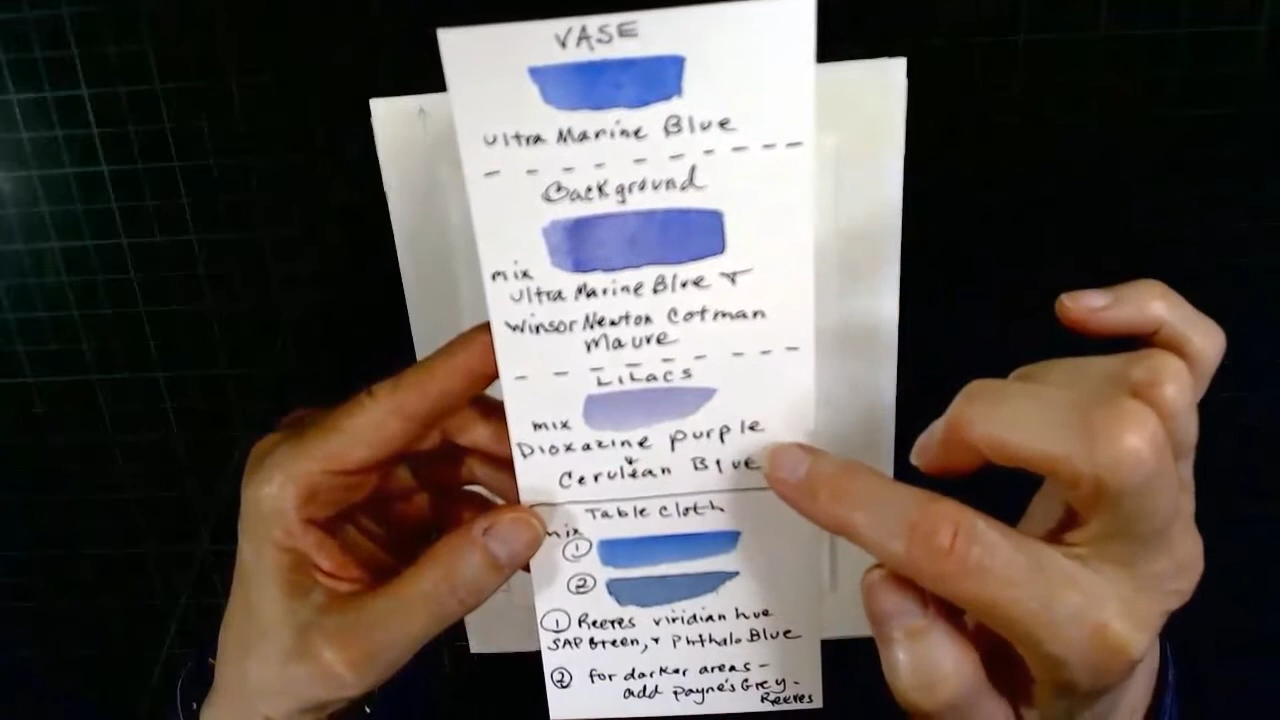 VASE
Ultra Marine Blue
Background
mix
Ultra Marine Blue +
Winsor Newton Cotman
Mauve
LiLacs
mix
Dioxazine purple
+
Cerulean Blue
Table Cloth
mix
①
②
① Reeves viridian hue
SAP Green, + Phthalo Blue
② for darker areas -
add payne's Grey -
Reeves